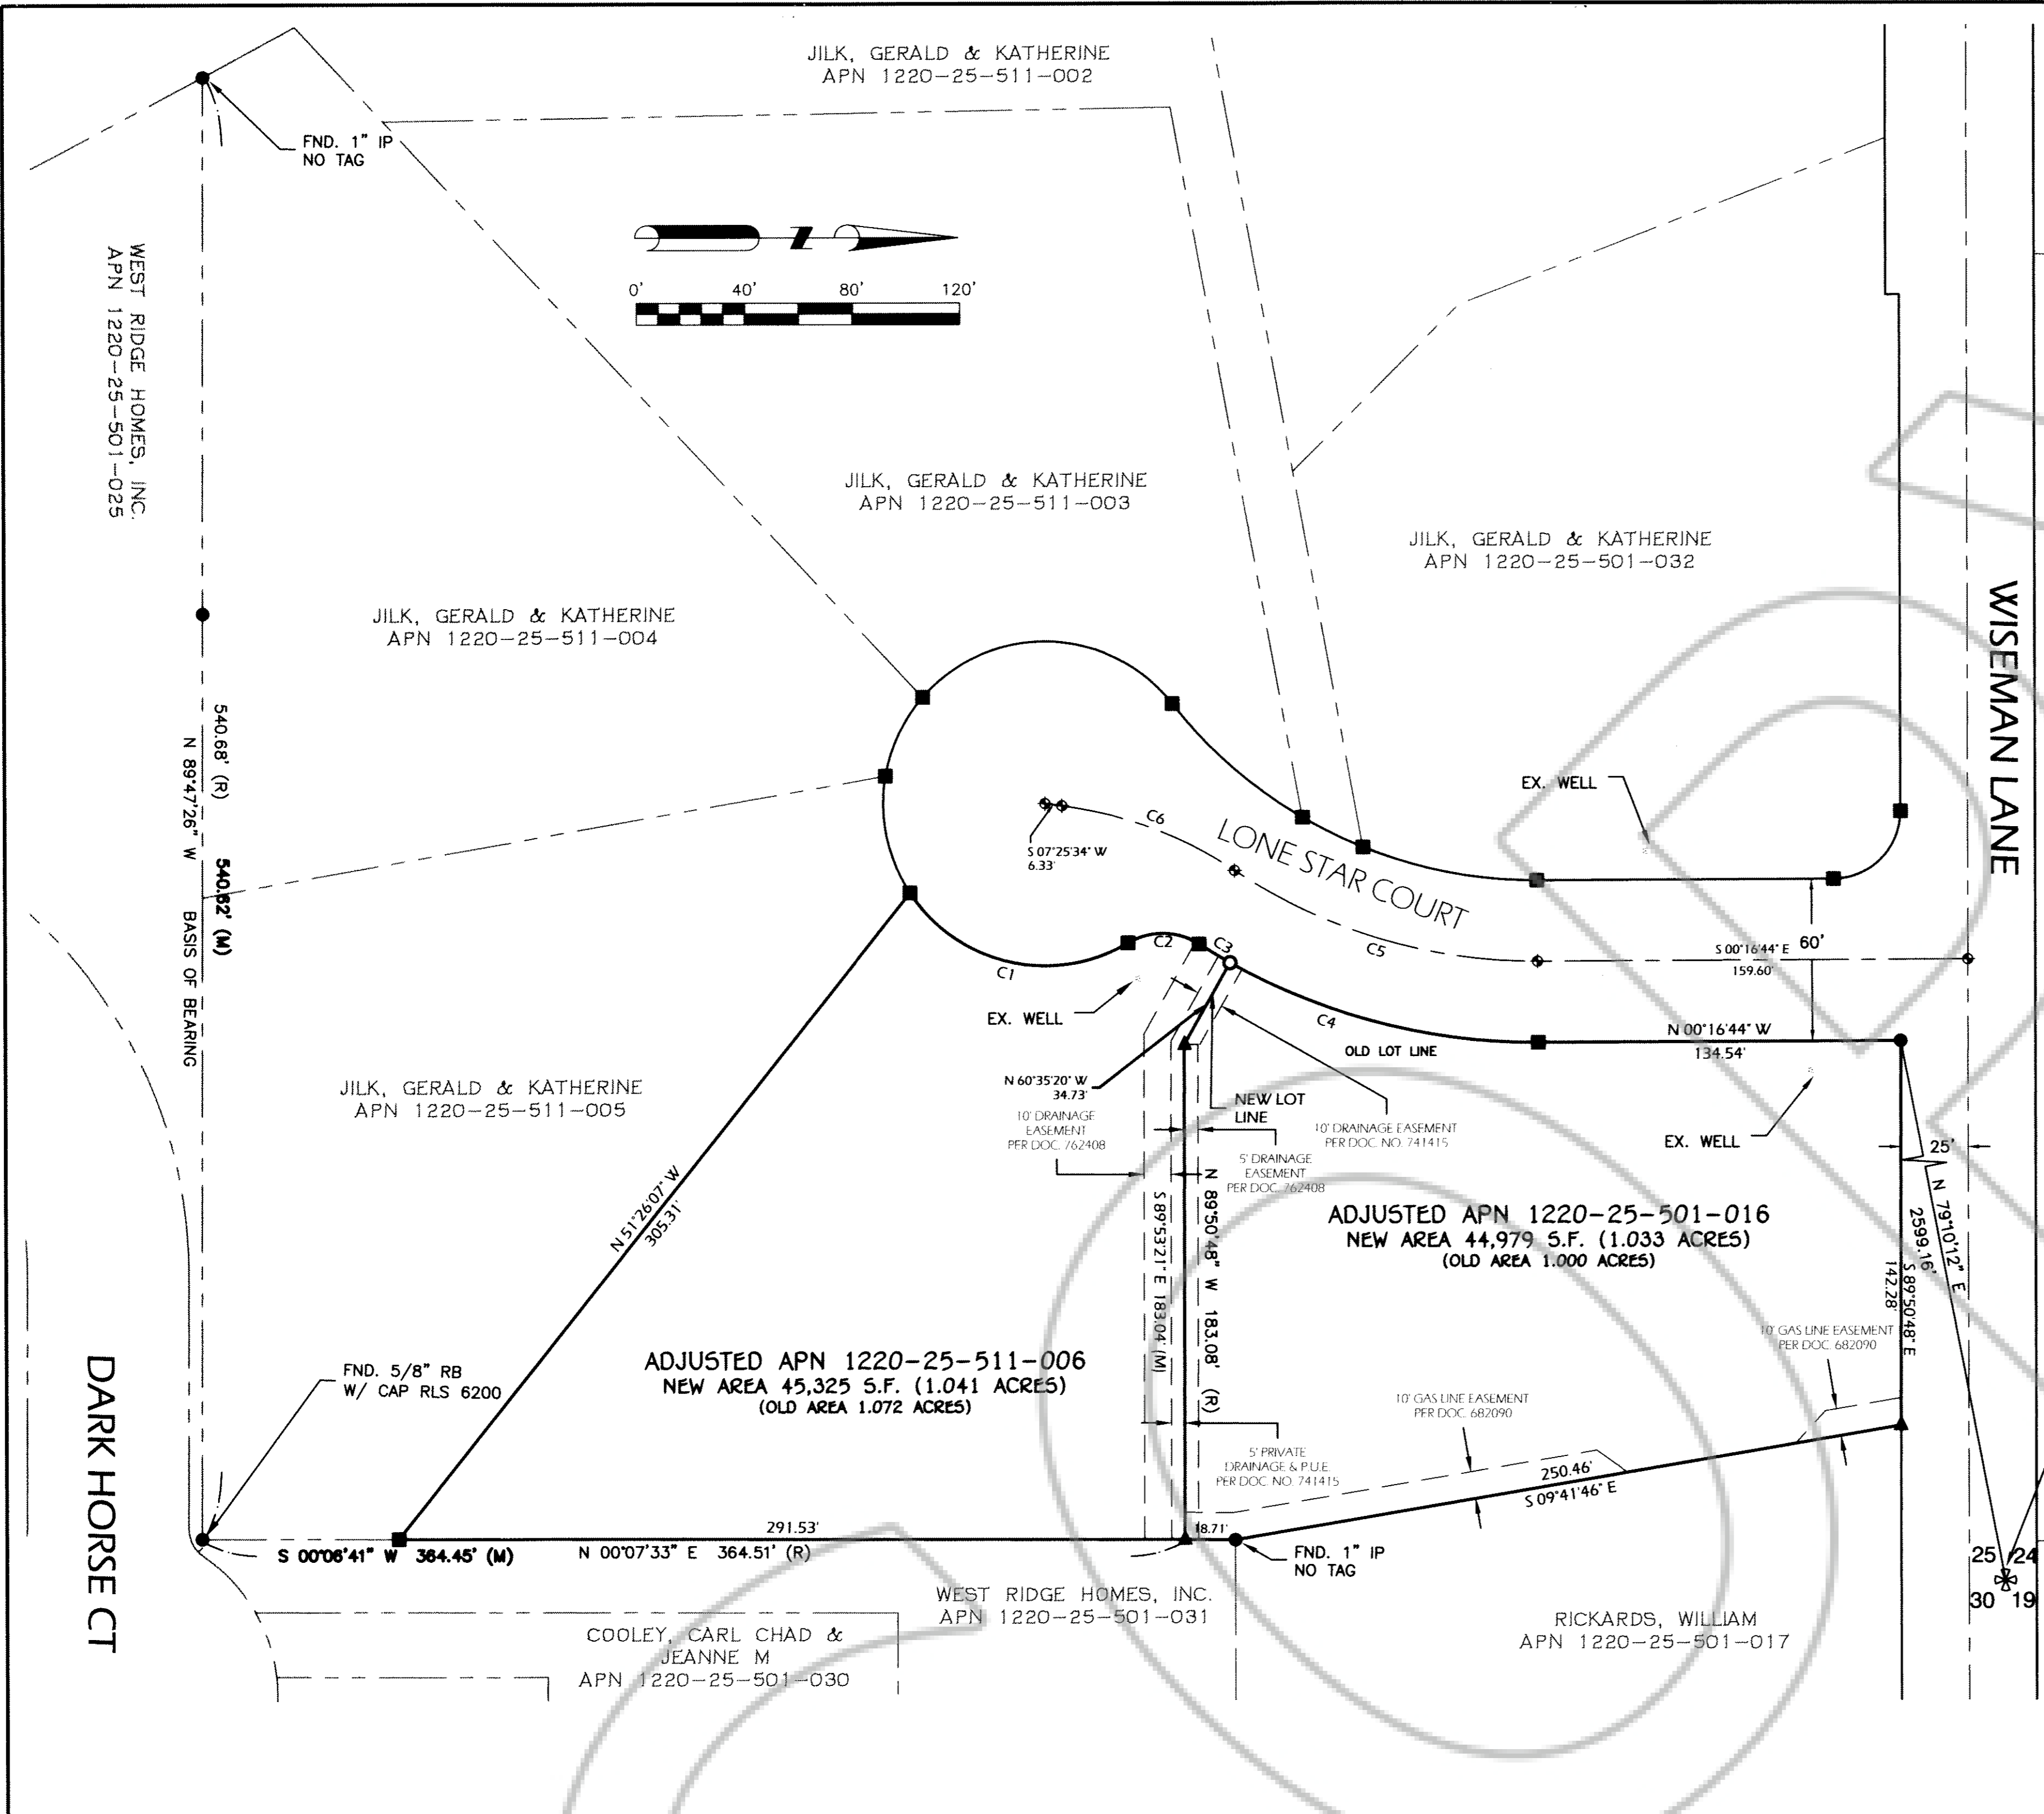 JILK, GERALD & KATHERINE
APN 1220-25-511-002
FND. 1" IP
NO TAG
WEST RIDGE HOMES, INC.
APN 1220-25-501-025
0' 40' 80' 120'
JILK, GERALD & KATHERINE
APN 1220-25-511-003
JILK, GERALD & KATHERINE
APN 1220-25-501-032
WISEMAN LANE
JILK, GERALD & KATHERINE
APN 1220-25-511-004
540.68' (R)
N 89°47'26" W
540.62' (M)
BASIS OF BEARING
EX. WELL
C6
S 07°25'34" W
6.33'
LONE STAR COURT
C5
S 00°16'44" E
159.60'
60'
C1
C2
C3
C4
EX. WELL
N 00°16'44" W
134.54'
OLD LOT LINE
N 60°35'20" W
34.73'
NEW LOT
LINE
10' DRAINAGE
EASEMENT
PER DOC. 762408
10' DRAINAGE EASEMENT
PER DOC. NO. 741415
5' DRAINAGE
EASEMENT
PER DOC. 762408
EX. WELL
25'
JILK, GERALD & KATHERINE
APN 1220-25-511-005
N 51°26'07" W
305.31'
S 89°53'21" E 183.04' (M)
N 89°50'48" W 183.08' (R)
N 79°10'12" E
2599.16'
S 89°50'48" E
142.28'
ADJUSTED APN 1220-25-501-016
NEW AREA 44,979 S.F. (1.033 ACRES)
(OLD AREA 1.000 ACRES)
10' GAS LINE EASEMENT
PER DOC. 682090
ADJUSTED APN 1220-25-511-006
NEW AREA 45,325 S.F. (1.041 ACRES)
(OLD AREA 1.072 ACRES)
10' GAS LINE EASEMENT
PER DOC. 682090
5' PRIVATE
DRAINAGE & P.U.E.
PER DOC. NO. 741415
250.46'
S 09°41'46" E
DARK HORSE CT
FND. 5/8" RB
W/ CAP RLS 6200
291.53'
18.71'
S 00°06'41" W 364.45' (M)
N 00°07'33" E 364.51' (R)
FND. 1" IP
NO TAG
25 24
30 19
WEST RIDGE HOMES, INC.
APN 1220-25-501-031
RICKARDS, WILLIAM
APN 1220-25-501-017
COOLEY, CARL CHAD &
JEANNE M
APN 1220-25-501-030